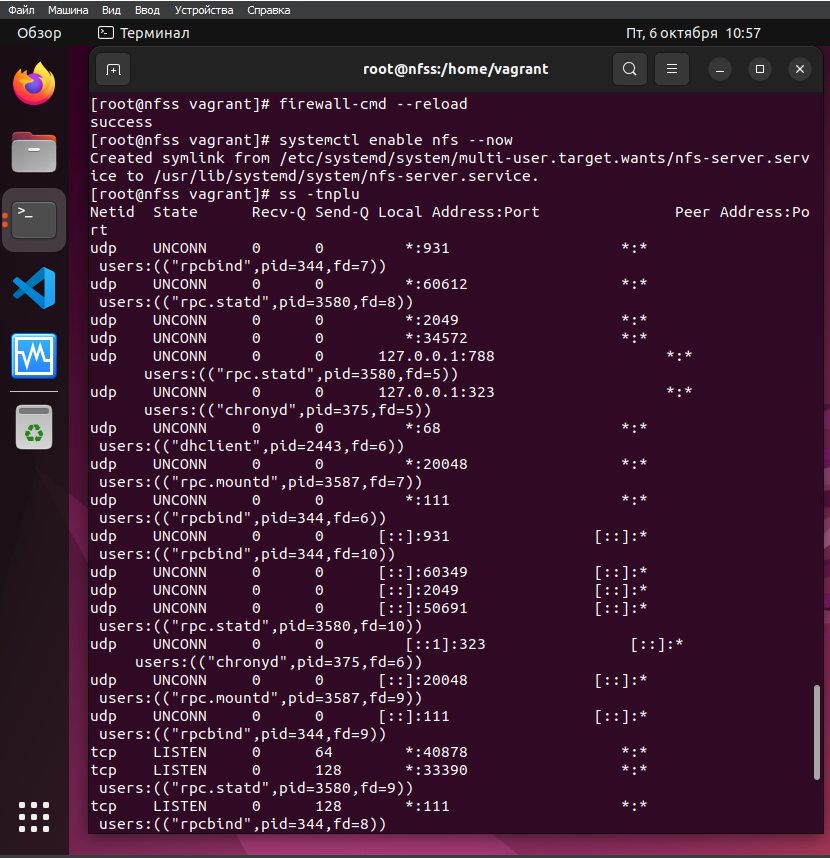 Файл Машина Вид Ввод Устройства Справка
Обзор Терминал Пт, 6 октября 10:57
root@nfss:/home/vagrant
[root@nfss vagrant]# firewall-cmd --reload
success
[root@nfss vagrant]# systemctl enable nfs --now
Created symlink from /etc/systemd/system/multi-user.target.wants/nfs-server.serv
ice to /usr/lib/systemd/system/nfs-server.service.
[root@nfss vagrant]# ss -tnplu
Netid  State      Recv-Q Send-Q Local Address:Port               Peer Address:Po
rt
udp    UNCONN     0      0         *:931                   *:*
 users:(("rpcbind",pid=344,fd=7))
udp    UNCONN     0      0         *:60612                 *:*
 users:(("rpc.statd",pid=3580,fd=8))
udp    UNCONN     0      0         *:2049                  *:*
udp    UNCONN     0      0         *:34572                 *:*
udp    UNCONN     0      0      127.0.0.1:788                   *:*
      users:(("rpc.statd",pid=3580,fd=5))
udp    UNCONN     0      0      127.0.0.1:323                   *:*
      users:(("chronyd",pid=375,fd=5))
udp    UNCONN     0      0         *:68                    *:*
 users:(("dhclient",pid=2443,fd=6))
udp    UNCONN     0      0         *:20048                 *:*
 users:(("rpc.mountd",pid=3587,fd=7))
udp    UNCONN     0      0         *:111                   *:*
 users:(("rpcbind",pid=344,fd=6))
udp    UNCONN     0      0      [::]:931                [::]:*
 users:(("rpcbind",pid=344,fd=10))
udp    UNCONN     0      0      [::]:60349              [::]:*
udp    UNCONN     0      0      [::]:2049               [::]:*
udp    UNCONN     0      0      [::]:50691              [::]:*
 users:(("rpc.statd",pid=3580,fd=10))
udp    UNCONN     0      0         [::1]:323                [::]:*
     users:(("chronyd",pid=375,fd=6))
udp    UNCONN     0      0      [::]:20048              [::]:*
 users:(("rpc.mountd",pid=3587,fd=9))
udp    UNCONN     0      0      [::]:111                [::]:*
 users:(("rpcbind",pid=344,fd=9))
tcp    LISTEN     0      64        *:40878                 *:*
tcp    LISTEN     0      128       *:33390                 *:*
 users:(("rpc.statd",pid=3580,fd=9))
tcp    LISTEN     0      128       *:111                   *:*
 users:(("rpcbind",pid=344,fd=8))